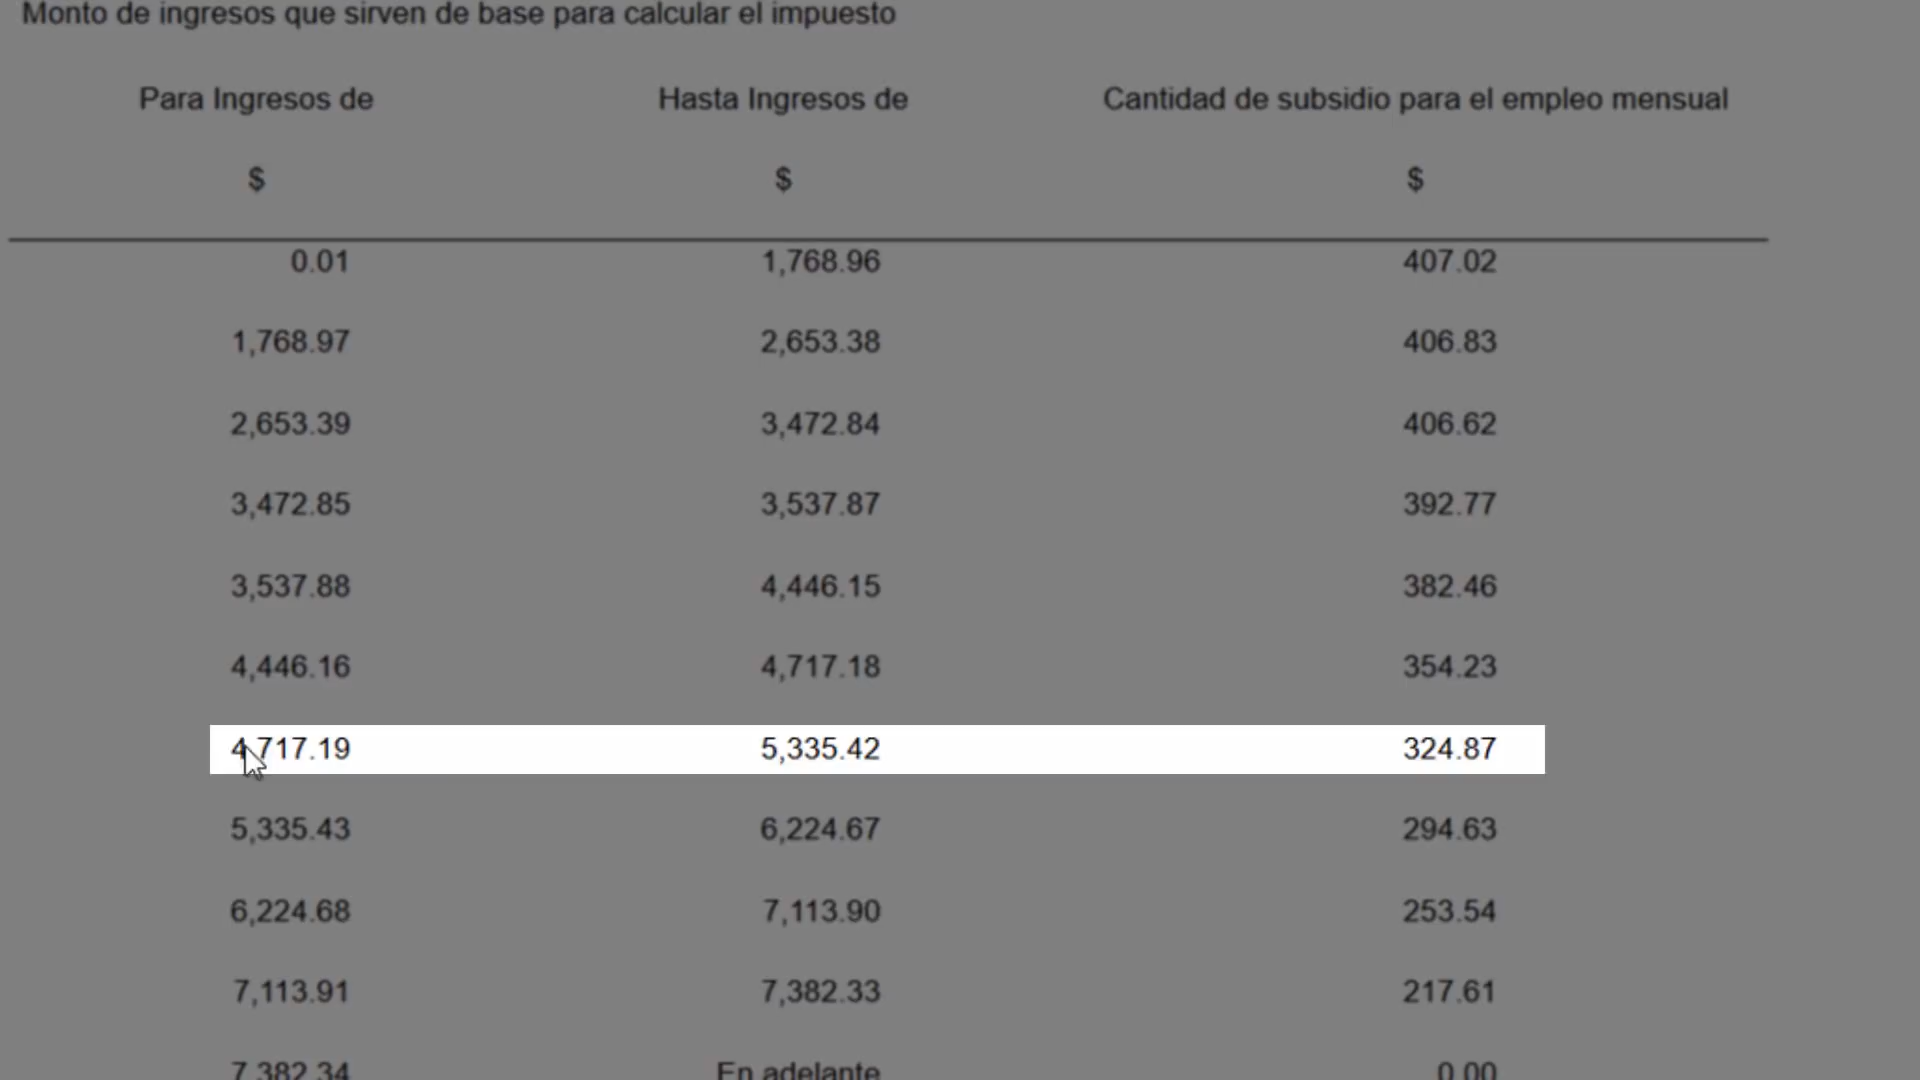 Monto de ingresos que sirven de base para calcular el impuesto
Para Ingresos de Hasta Ingresos de Cantidad de subsidio para el empleo mensual
$ $ $
0.01 1,768.96 407.02
1,768.97 2,653.38 406.83
2,653.39 3,472.84 406.62
3,472.85 3,537.87 392.77
3,537.88 4,446.15 382.46
4,446.16 4,717.18 354.23
4,717.19 5,335.42 324.87
5,335.43 6,224.67 294.63
6,224.68 7,113.90 253.54
7,113.91 7,382.33 217.61
7,382.34 En adelante 0.00